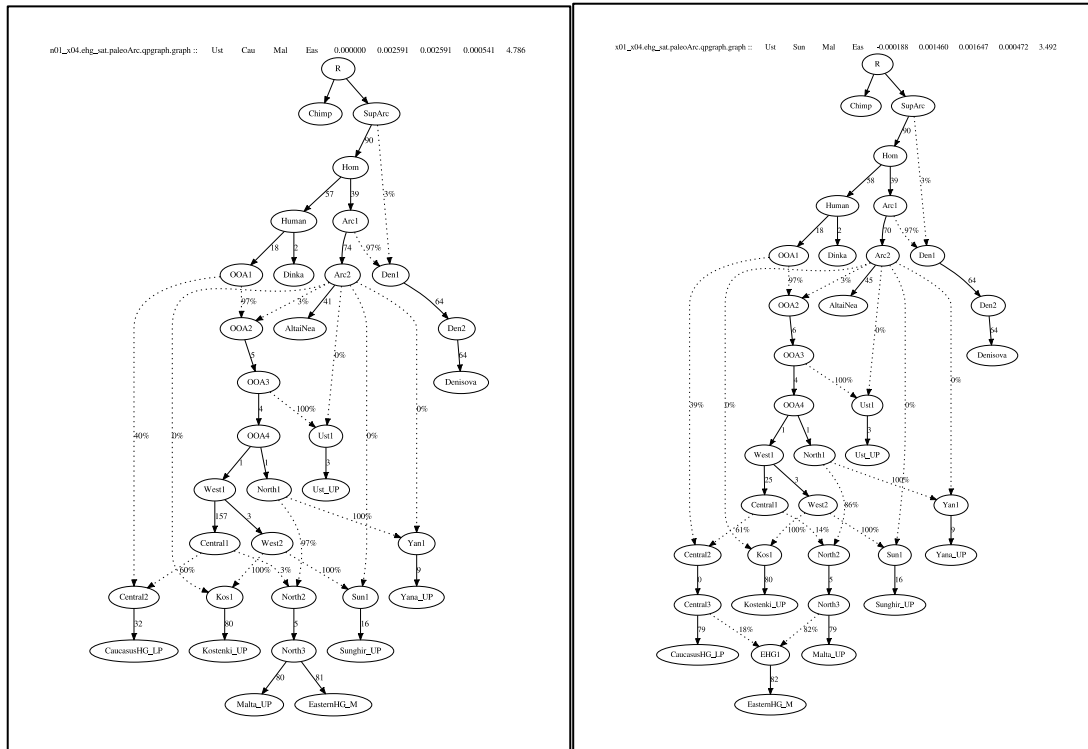 n01_x04.ehg_sat.paleoArc.qpgraph.graph :: Ust Cau Mal Eas 0.000000 0.002591 0.002591 0.000541 4.786
R
Chimp SupArc
90
Hom
57 39 3%
Human Arc1
18 2 74 97%
OOA1 Dinka Arc2 Den1
97% 3% 41 64
OOA2 AltaiNea Den2
5 0% 64
OOA3 Denisova
4 100% 0%
40% 0% OOA4 Ust1 0%
1 1 3
West1 North1 Ust_UP
157 3 100%
Central1 West2 97% Yan1
60% 100% 3% 100% 9
Central2 Kos1 North2 Sun1 Yana_UP
32 80 5 16
CaucasusHG_LP Kostenki_UP North3 Sunghir_UP
80 81
Malta_UP EasternHG_M
x01_x04.ehg_sat.paleoArc.qpgraph.graph :: Ust Sun Mal Eas -0.000188 0.001460 0.001647 0.000472 3.492
R
Chimp SupArc
90
Hom
58 39 3%
Human Arc1
18 2 70 97%
OOA1 Dinka Arc2 Den1
97% 3% 45 64
OOA2 AltaiNea Den2
6 0% 64
OOA3 Denisova
4 100% 0%
39% 0% OOA4 Ust1 0%
1 1 3
West1 North1 Ust_UP
25 3 86% 100%
Central1 West2 Yan1
61% 100% 14% 100% 9
Central2 Kos1 North2 Sun1 Yana_UP
0 80 5 16
Central3 Kostenki_UP North3 Sunghir_UP
79 18% 82% 79
CaucasusHG_LP EHG1 Malta_UP
82
EasternHG_M